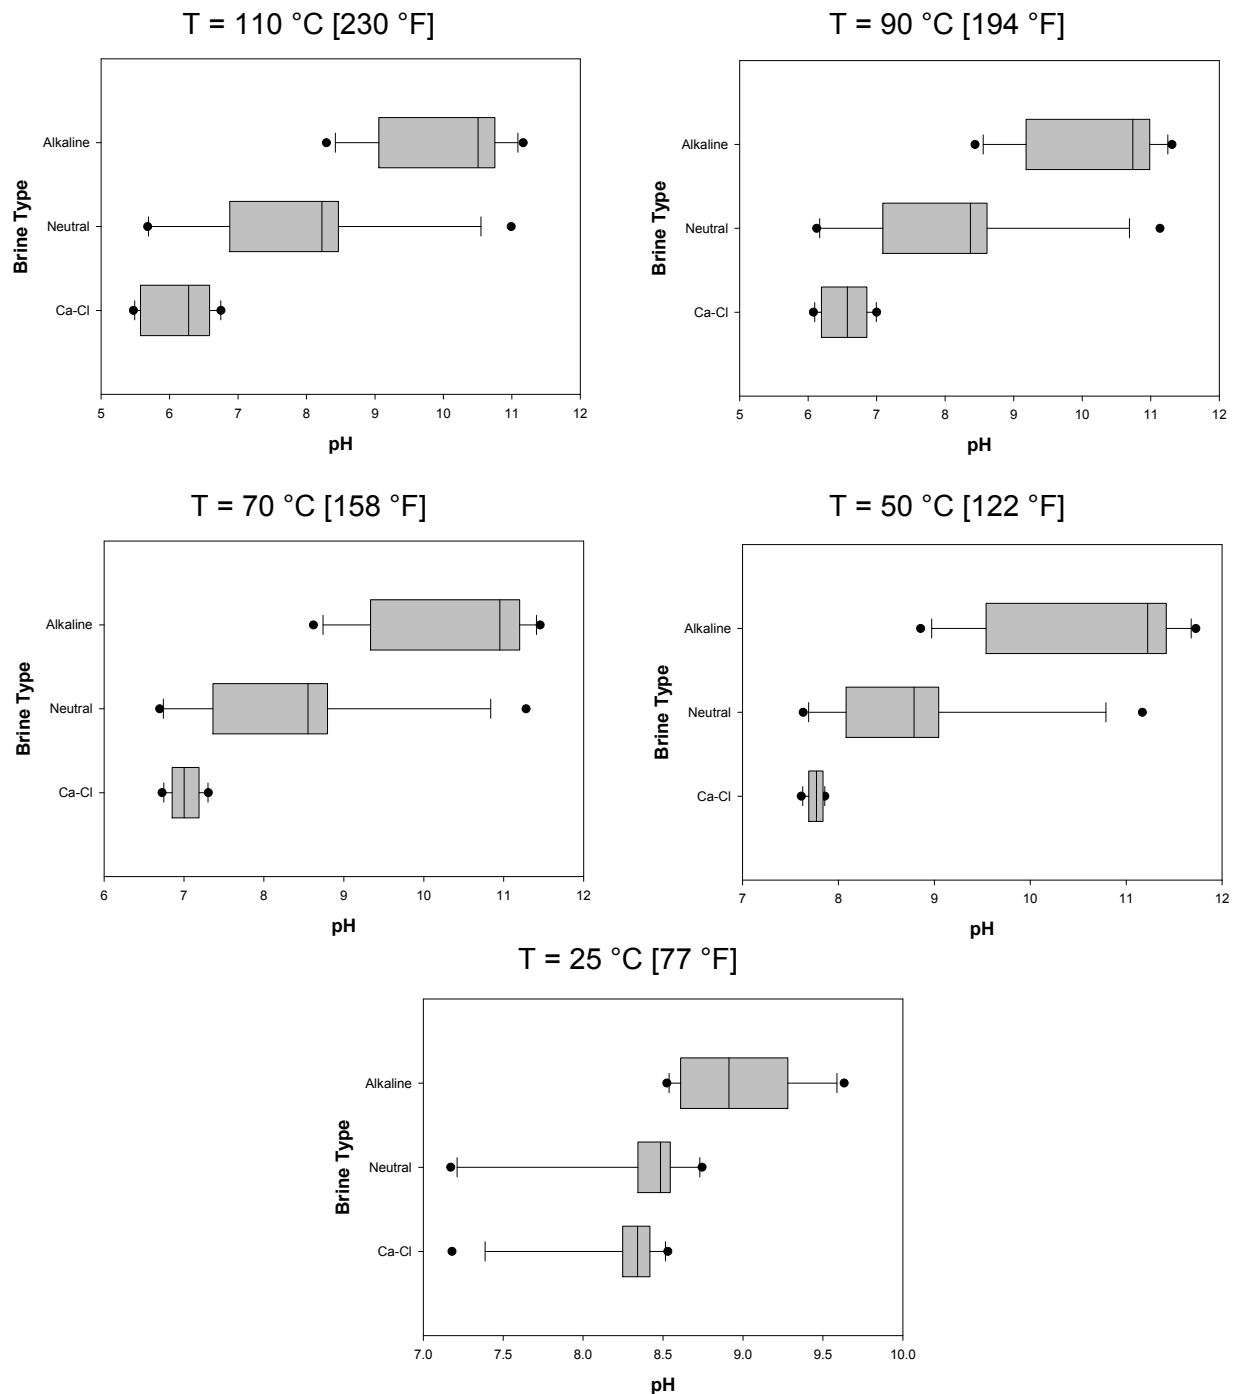 T = 110 °C [230 °F]
Alkaline
Neutral
Ca-Cl
Brine Type
5 6 7 8 9 10 11 12
pH
T = 90 °C [194 °F]
Alkaline
Neutral
Ca-Cl
Brine Type
5 6 7 8 9 10 11 12
pH
T = 70 °C [158 °F]
Alkaline
Neutral
Ca-Cl
Brine Type
6 7 8 9 10 11 12
pH
T = 50 °C [122 °F]
Alkaline
Neutral
Ca-Cl
Brine Type
7 8 9 10 11 12
pH
T = 25 °C [77 °F]
Alkaline
Neutral
Ca-Cl
Brine Type
7.0 7.5 8.0 8.5 9.0 9.5 10.0
pH